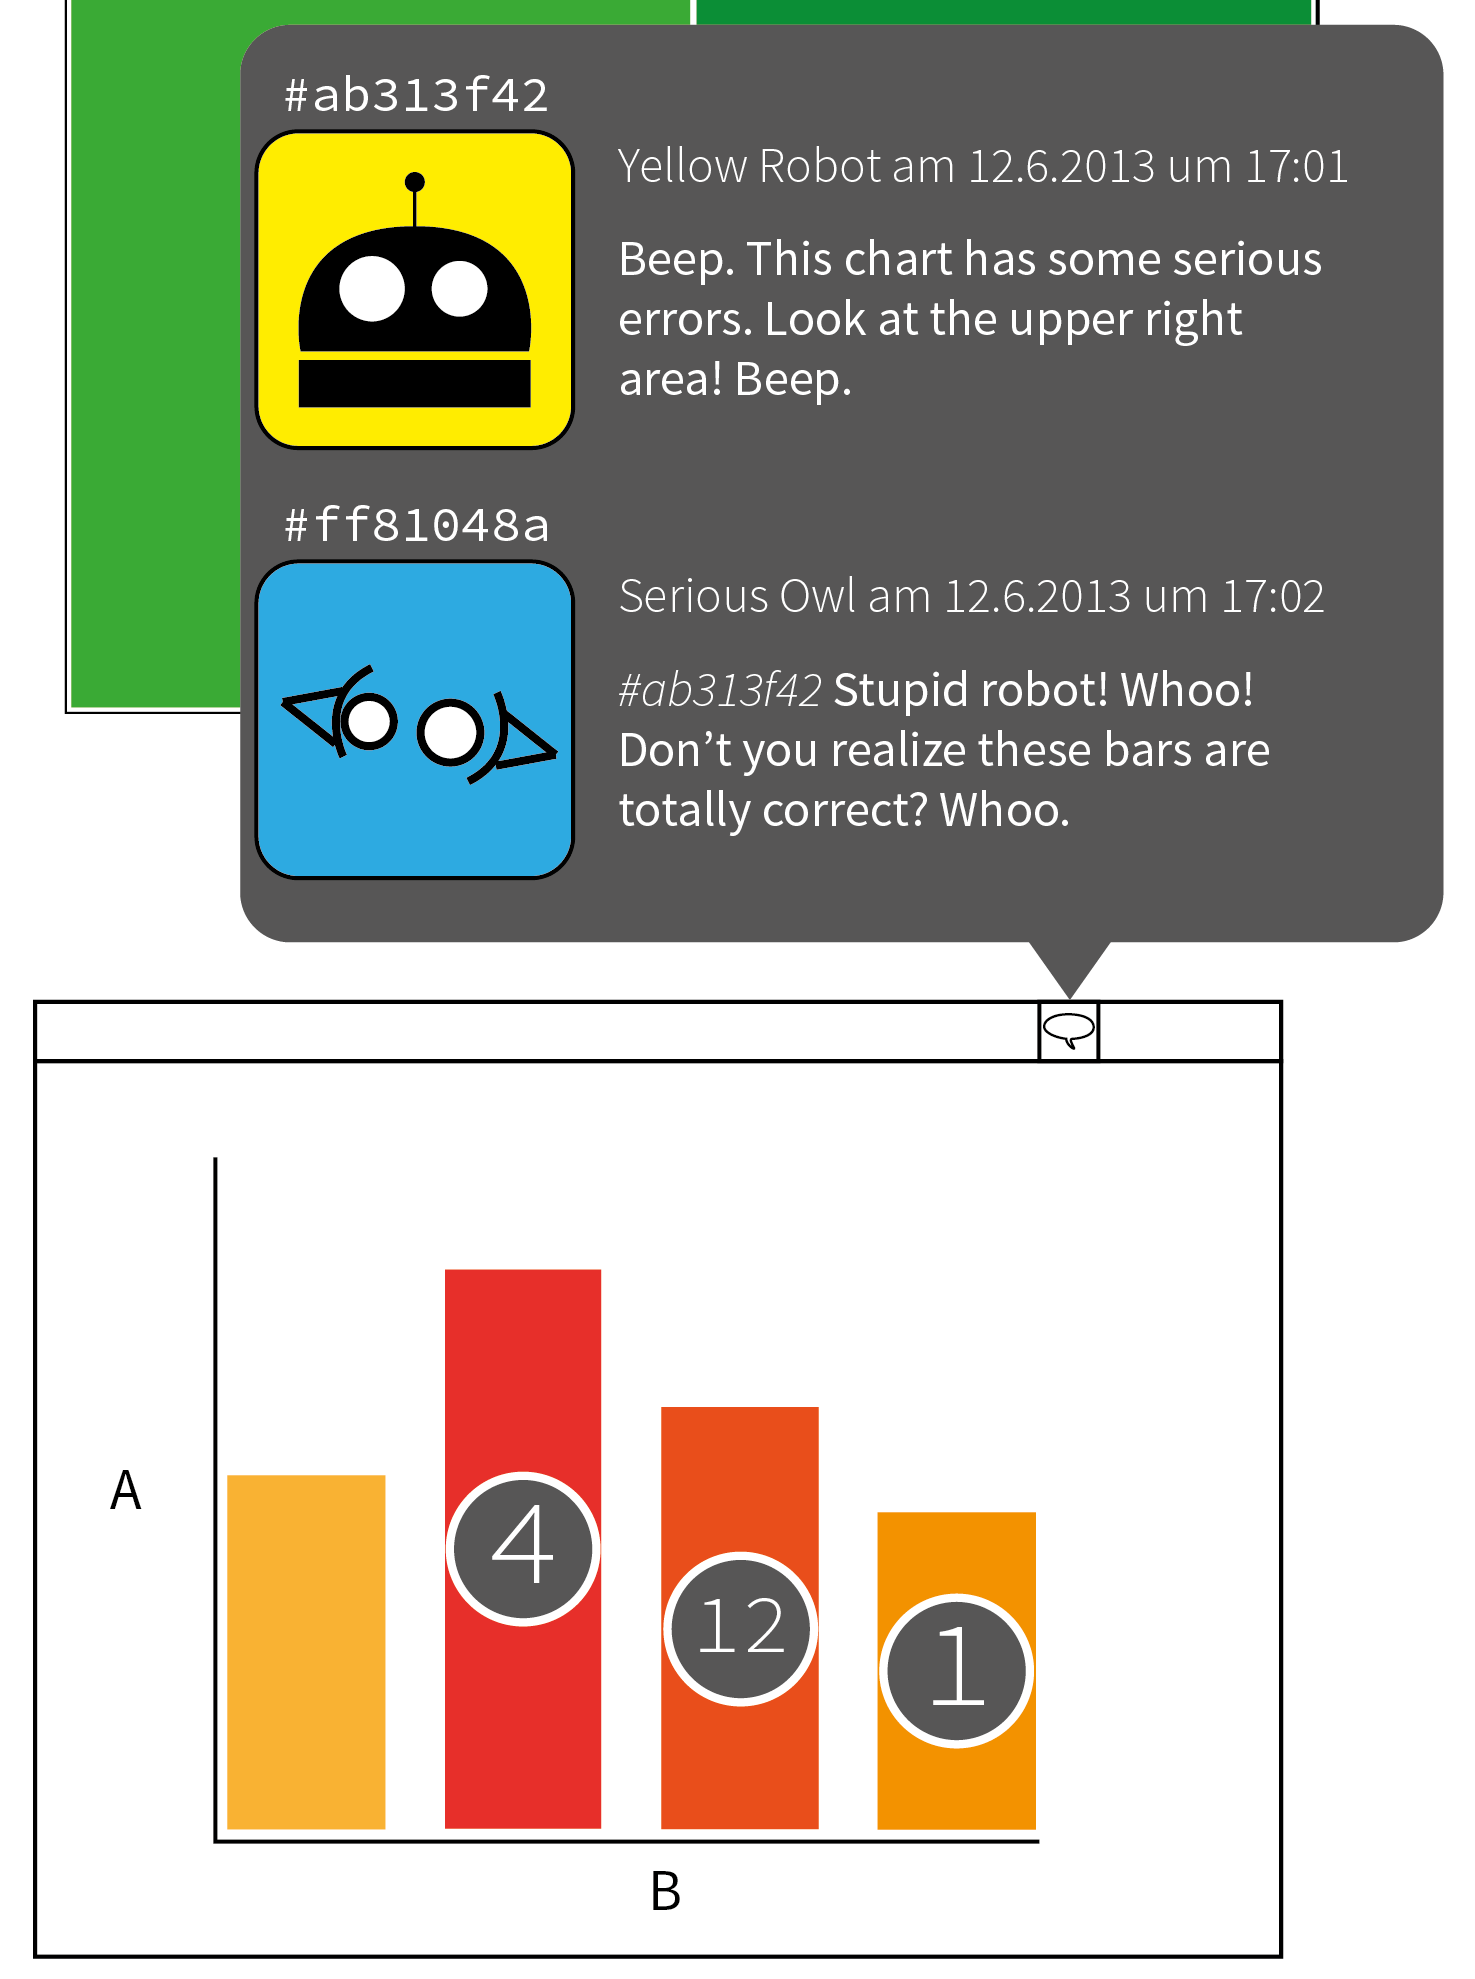 #ab313f42
Yellow Robot am 12.6.2013 um 17:01
Beep. This chart has some serious
errors. Look at the upper right
area! Beep.
#ff81048a
Serious Owl am 12.6.2013 um 17:02
#ab313f42 Stupid robot! Whoo!
Don’t you realize these bars are
totally correct? Whoo.
A
4
12
1
B